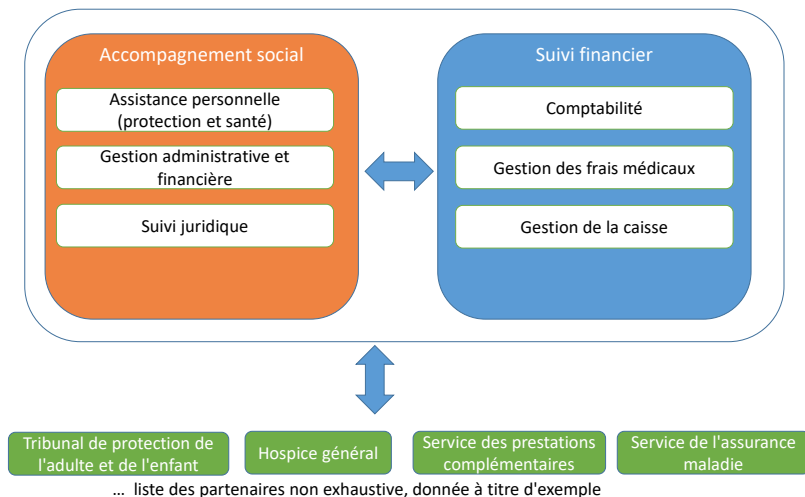 Accompagnement social
Assistance personnelle
(protection et santé)
Gestion administrative et
financière
Suivi juridique
Suivi financier
Comptabilité
Gestion des frais médicaux
Gestion de la caisse
Tribunal de protection de
l'adulte et de l'enfant
Hospice général
Service des prestations
complémentaires
Service de l'assurance
maladie
... liste des partenaires non exhaustive, donnée à titre d'exemple